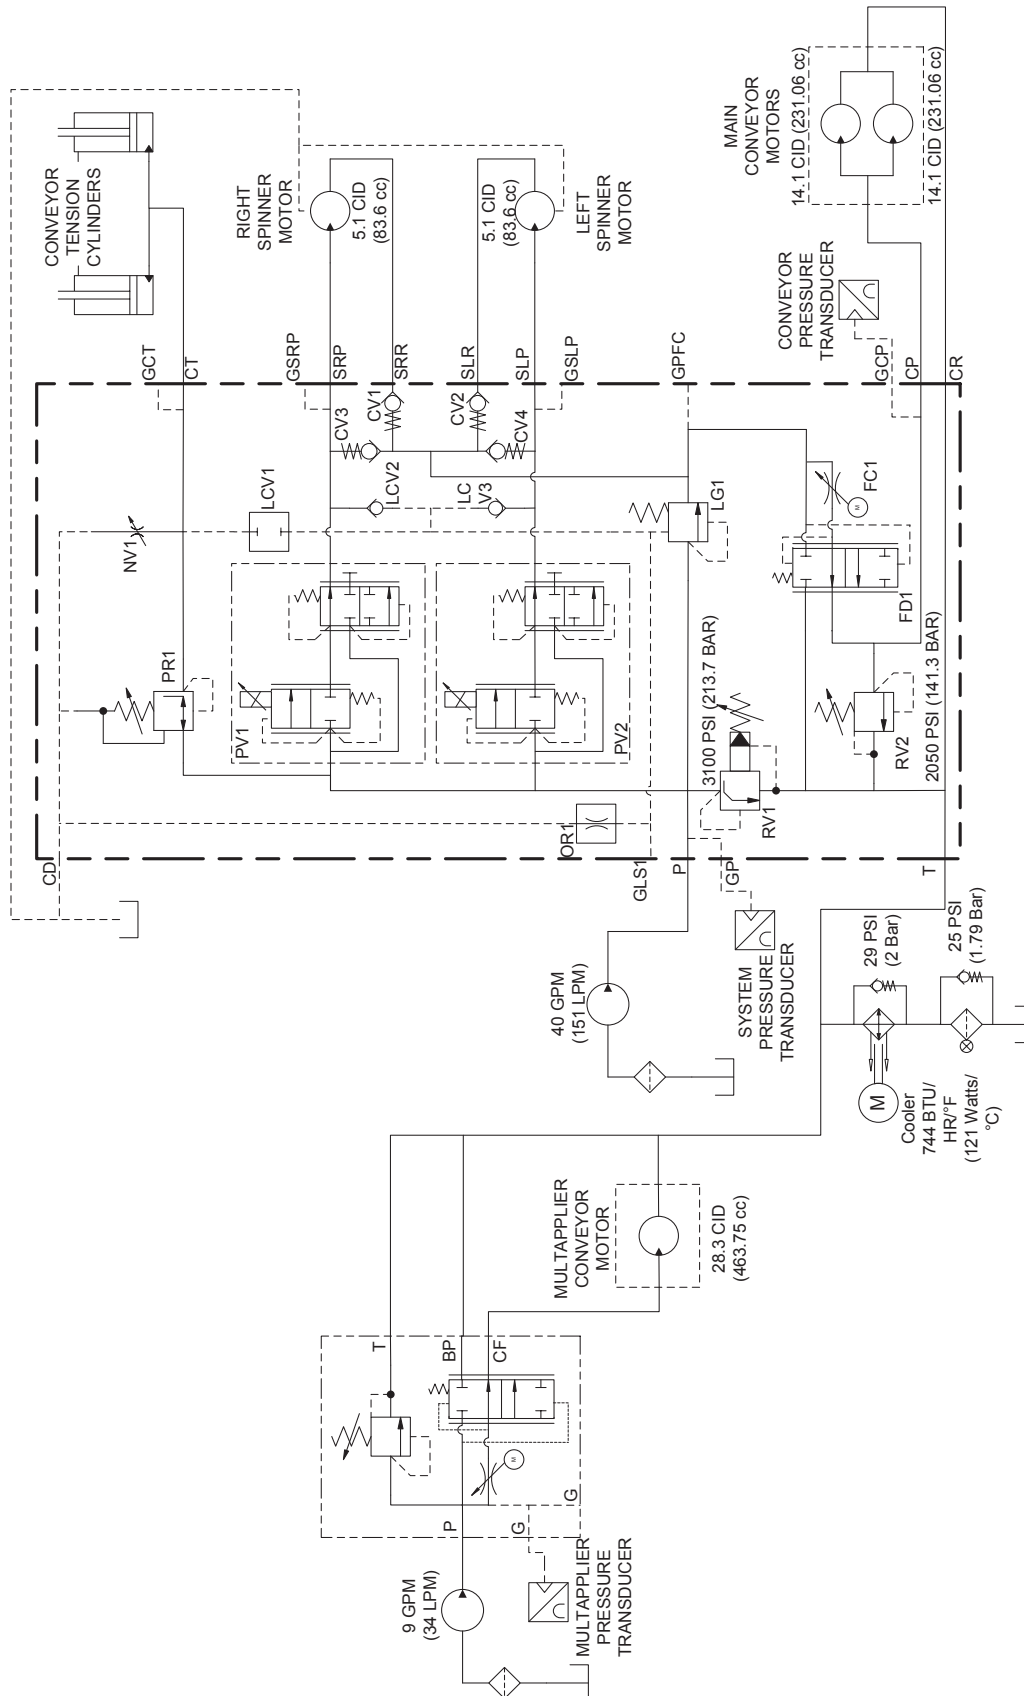 CONVEYOR
TENSION
CYLINDERS
RIGHT
SPINNER
MOTOR
5.1 CID
(83.6 cc)
5.1 CID
(83.6 cc)
LEFT
SPINNER
MOTOR
MAIN
CONVEYOR
MOTORS
14.1 CID (231.06 cc)
14.1 CID (231.06 cc)
CONVEYOR
PRESSURE
TRANSDUCER
GCT
CT
GSRP
SRP
SRR
SLR
SLP
GSLP
GPFC
GCP
CP
CR
CV3
CV1
CV2
CV4
NV1
LCV1
LCV2
LC
V3
LG1
FC1
M
FD1
PR1
PV1
PV2
3100 PSI (213.7 BAR)
RV1
RV2
2050 PSI (141.3 BAR)
OR1
CD
GLS1
P
GP
T
40 GPM
(151 LPM)
SYSTEM
PRESSURE
TRANSDUCER
29 PSI
(2 Bar)
25 PSI
(1.79 Bar)
M
Cooler
744 BTU/
HR/°F
(121 Watts/
°C)
MULTAPPLIER
CONVEYOR
MOTOR
28.3 CID
(463.75 cc)
T
BP
CF
M
P
G
G
9 GPM
(34 LPM)
MULTAPPLIER
PRESSURE
TRANSDUCER